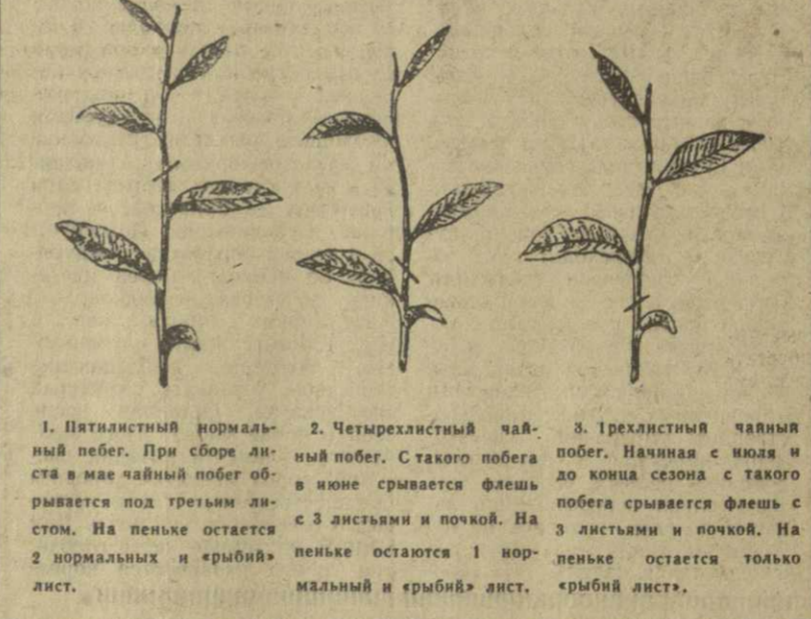 1. Пятилистный нормаль-
ный пебег. При сборе ли-
ста в мае чайный побег об-
рывается под третьим ли-
стом. На пеньке остается
2 нормальных и «рыбий»
лист.
2. Четырехлистный чай-
ный побег. С такого побега
в июне срывается флешь
с 3 листьями и почкой. На
пеньке остаются 1 нор-
мальный и «рыбий» лист.
3. Трехлистный чайный
побег. Начиная с июля и
до конца сезона с такого
побега срывается флешь с
3 листьями и почкой. На
пеньке остается только
«рыбий лист».